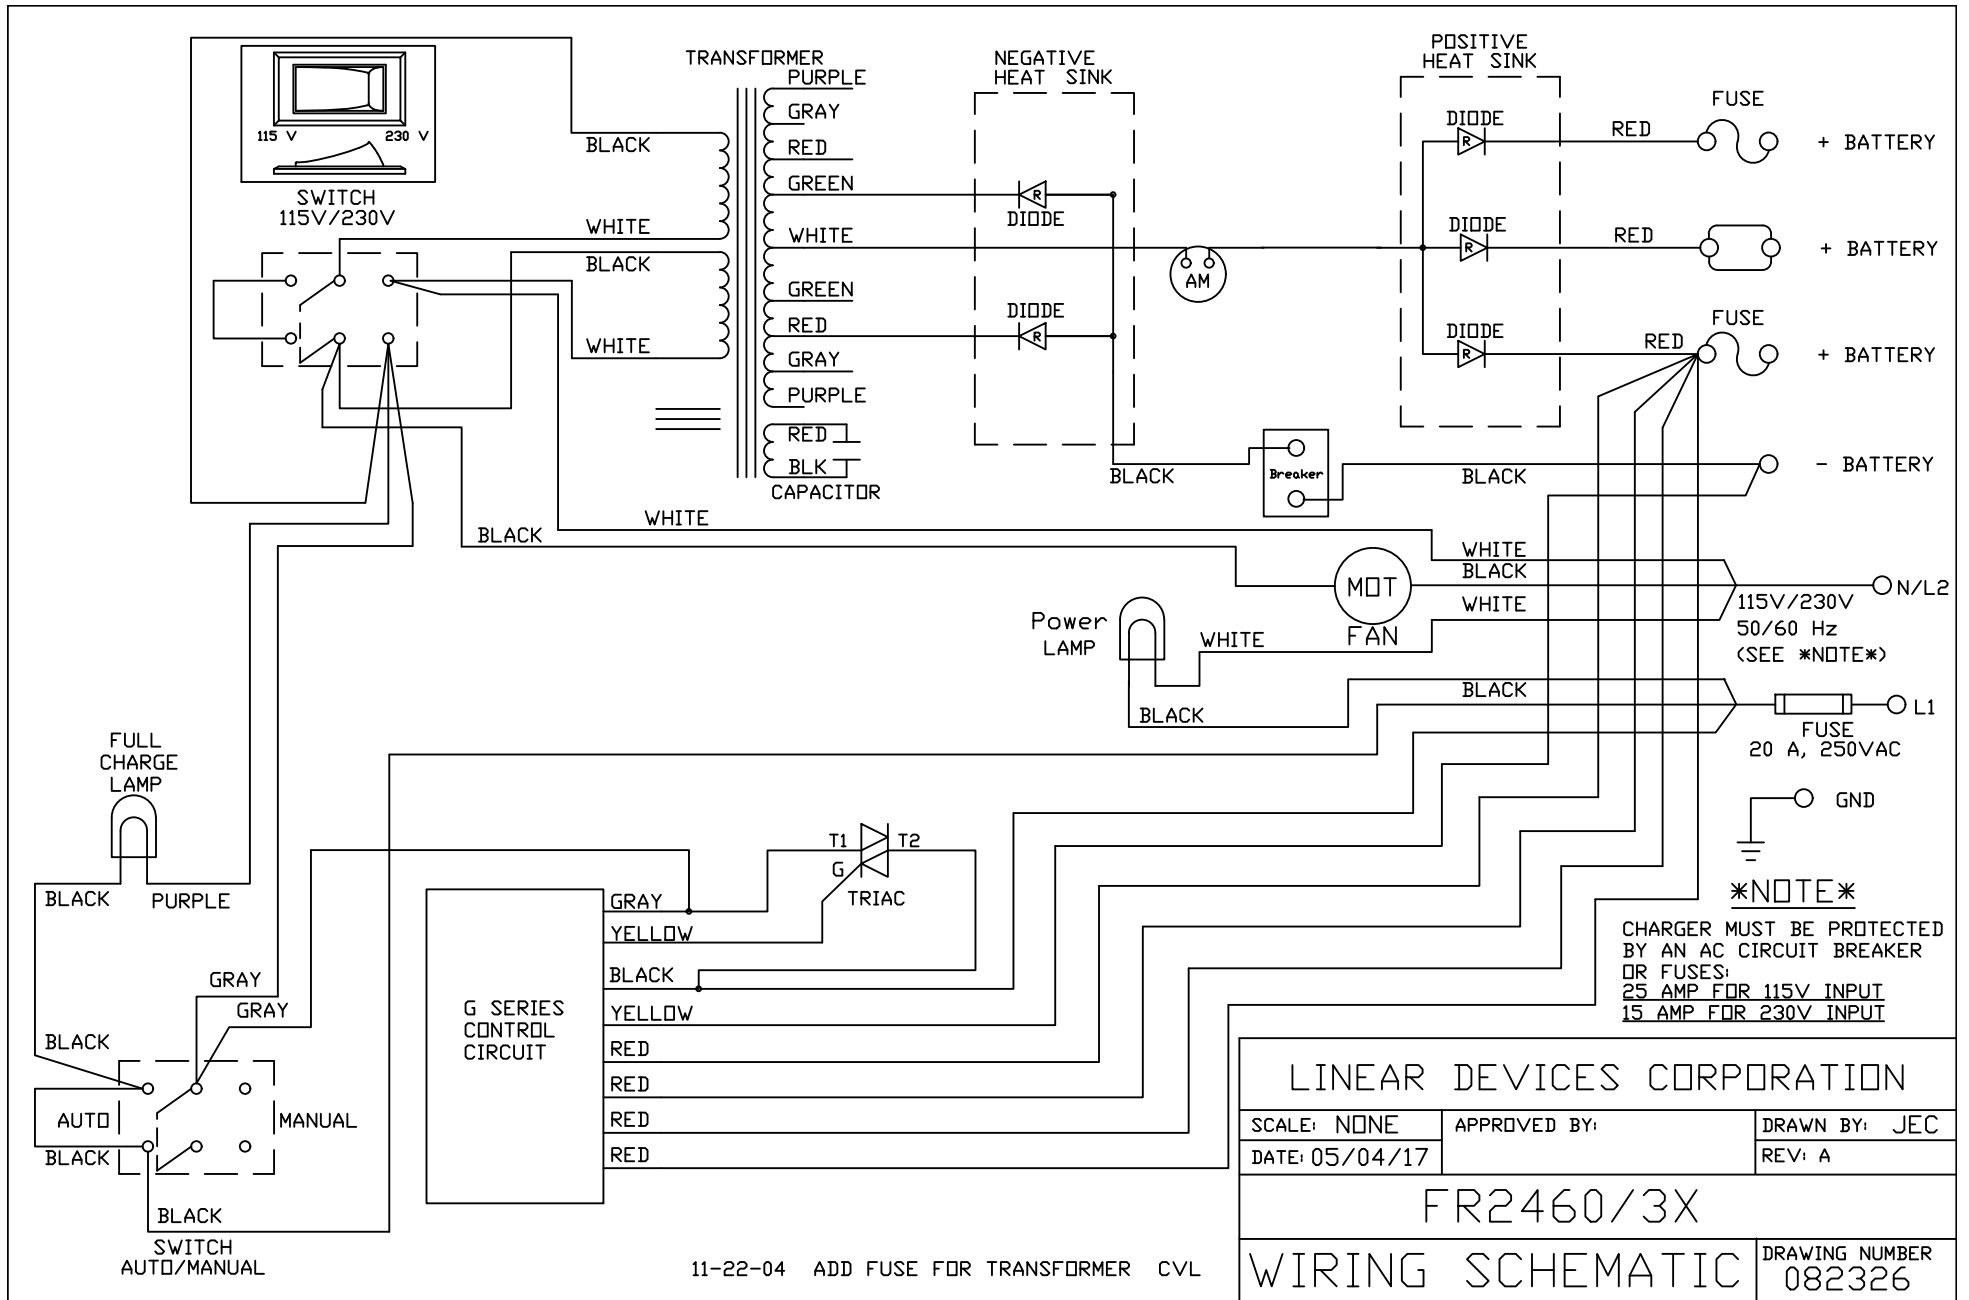 115 V
230 V
SWITCH
115V/230V
BLACK
WHITE
BLACK
WHITE
TRANSFORMER
PURPLE
GRAY
RED
GREEN
WHITE
GREEN
RED
GRAY
PURPLE
RED
BLK
CAPACITOR
NEGATIVE
HEAT SINK
R
DIODE
DIODE
R
AM
POSITIVE
HEAT SINK
DIODE
R
RED
FUSE
+ BATTERY
DIODE
R
RED
+ BATTERY
DIODE
R
RED
FUSE
+ BATTERY
BLACK
Breaker
BLACK
- BATTERY
WHITE
BLACK
WHITE
BLACK
WHITE
MOT
FAN
N/L2
115V/230V
50/60 Hz
(SEE *NOTE*)
Power
LAMP
WHITE
BLACK
BLACK
L1
FUSE
20 A, 250VAC
GND
FULL
CHARGE
LAMP
BLACK
PURPLE
GRAY
GRAY
BLACK
AUTO
MANUAL
BLACK
BLACK
SWITCH
AUTO/MANUAL
T1
T2
G
TRIAC
G SERIES
CONTROL
CIRCUIT
GRAY
YELLOW
BLACK
YELLOW
RED
RED
RED
RED
*NOTE*
CHARGER MUST BE PROTECTED
BY AN AC CIRCUIT BREAKER
OR FUSES:
25 AMP FOR 115V INPUT
15 AMP FOR 230V INPUT
LINEAR DEVICES CORPORATION
SCALE: NONE
APPROVED BY:
DRAWN BY: JEC
DATE: 05/04/17
REV: A
FR2460/3X
WIRING SCHEMATIC
DRAWING NUMBER
082326
11-22-04 ADD FUSE FOR TRANSFORMER CVL